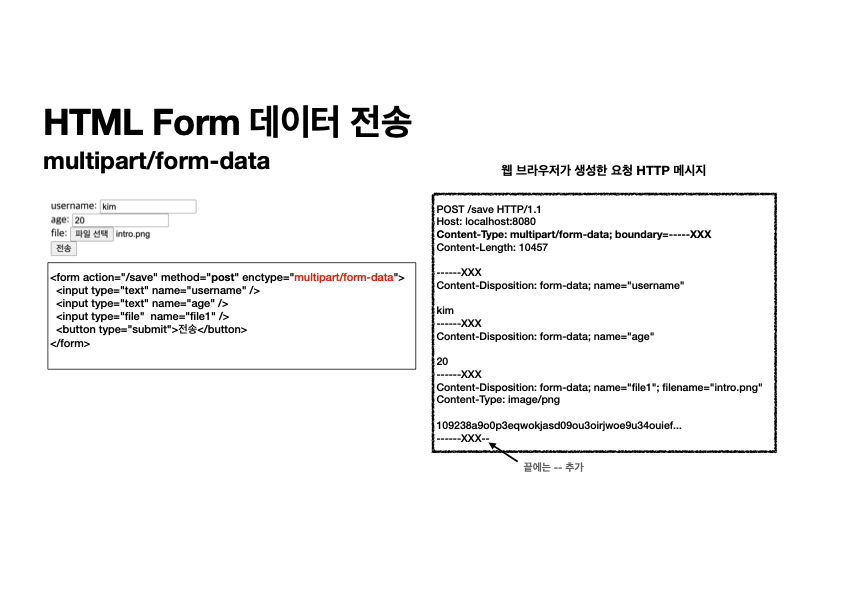 HTML Form 데이터 전송
multipart/form-data
username: kim
age: 20
file: 파일 선택 intro.png
전송
<form action="/save" method="post" enctype="multipart/form-data">
<input type="text" name="username" />
<input type="text" name="age" />
<input type="file"  name="file1" />
<button type="submit">전송</button>
</form>
웹 브라우저가 생성한 요청 HTTP 메시지
POST /save HTTP/1.1
Host: localhost:8080
Content-Type: multipart/form-data; boundary=-----XXX
Content-Length: 10457
------XXX
Content-Disposition: form-data; name="username"
kim
------XXX
Content-Disposition: form-data; name="age"
20
------XXX
Content-Disposition: form-data; name="file1"; filename="intro.png"
Content-Type: image/png
109238a9o0p3eqwokjasd09ou3oirjwoe9u34ouief...
------XXX--
끝에는 -- 추가